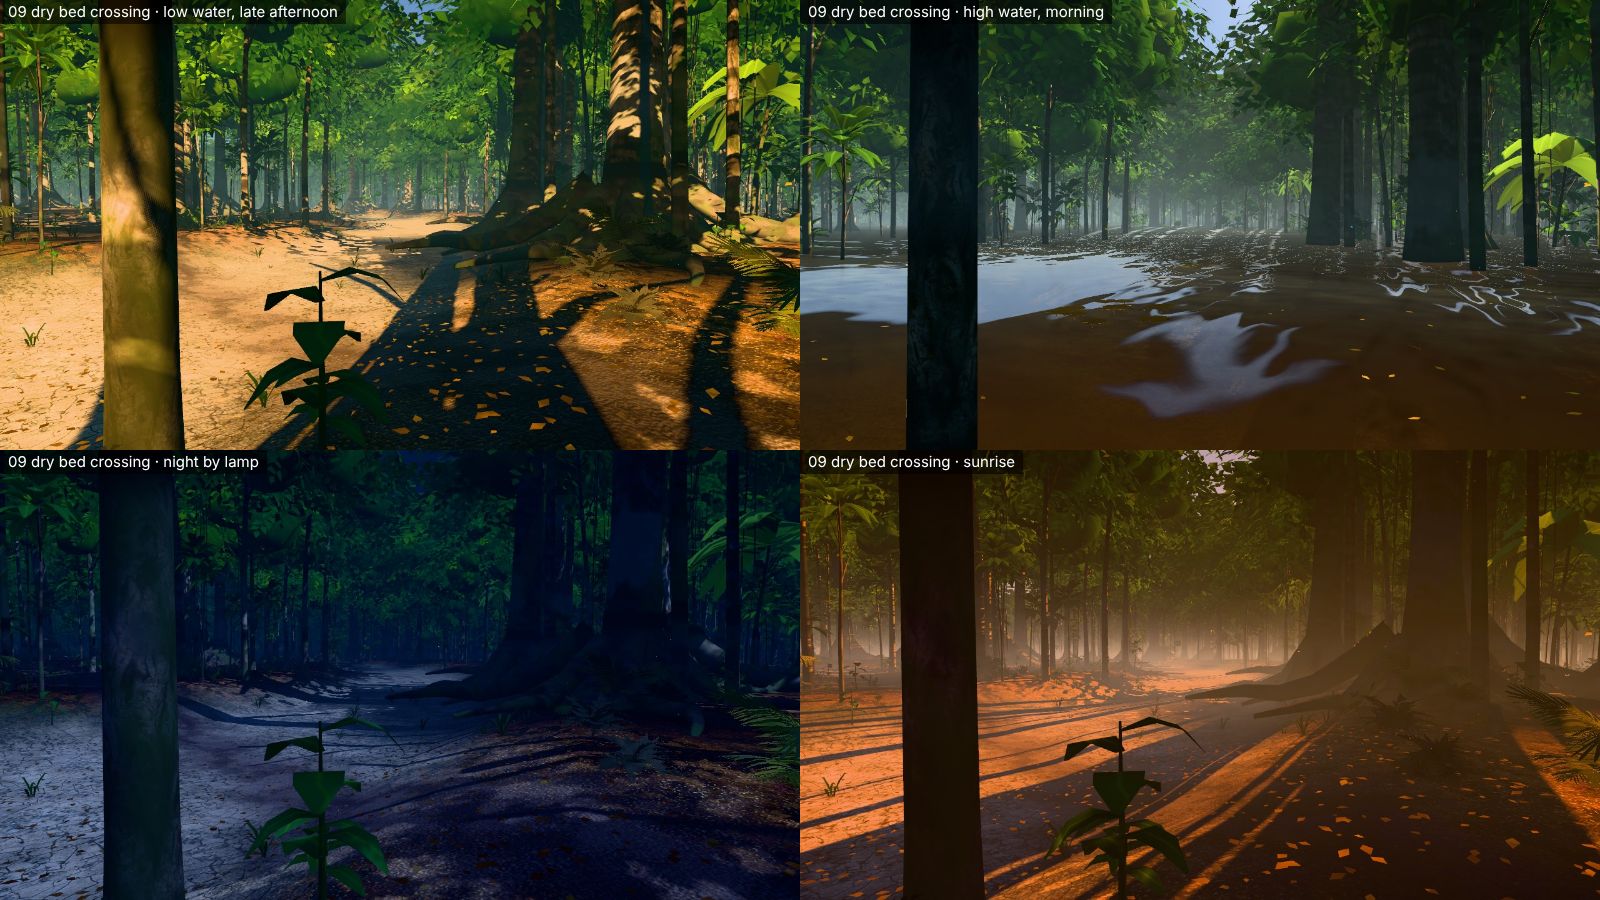 09 dry bed crossing · low water, late afternoon
09 dry bed crossing · high water, morning
09 dry bed crossing · night by lamp
09 dry bed crossing · sunrise